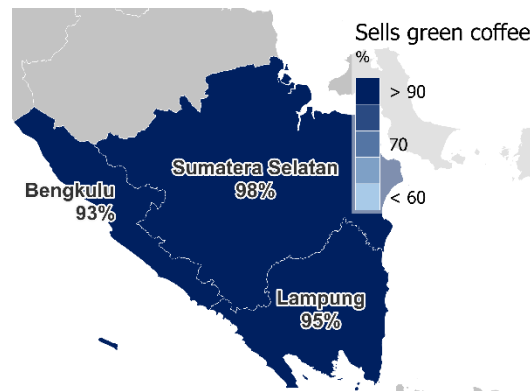 Sells green coffee
%
> 90
70
< 60
Sumatera Selatan
98%
Bengkulu
93%
Lampung
95%